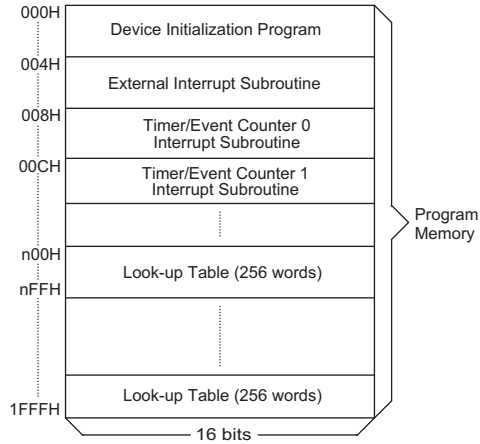 000H
Device Initialization Program
004H
External Interrupt Subroutine
008H
Timer/Event Counter 0
Interrupt Subroutine
00CH
Timer/Event Counter 1
Interrupt Subroutine
Program
Memory
n00H
Look-up Table (256 words)
nFFH
Look-up Table (256 words)
1FFFH
16 bits